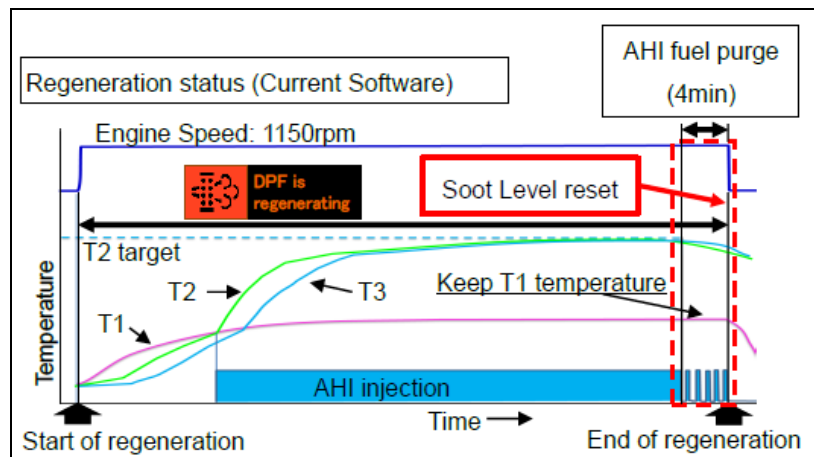 AHI fuel purge
(4min)
Regeneration status (Current Software)
Engine Speed: 1150rpm
DPF is
regenerating
Soot Level reset
T2 target
T2
T3
Keep T1 temperature
T1
Temperature
AHI injection
Time
Start of regeneration
End of regeneration